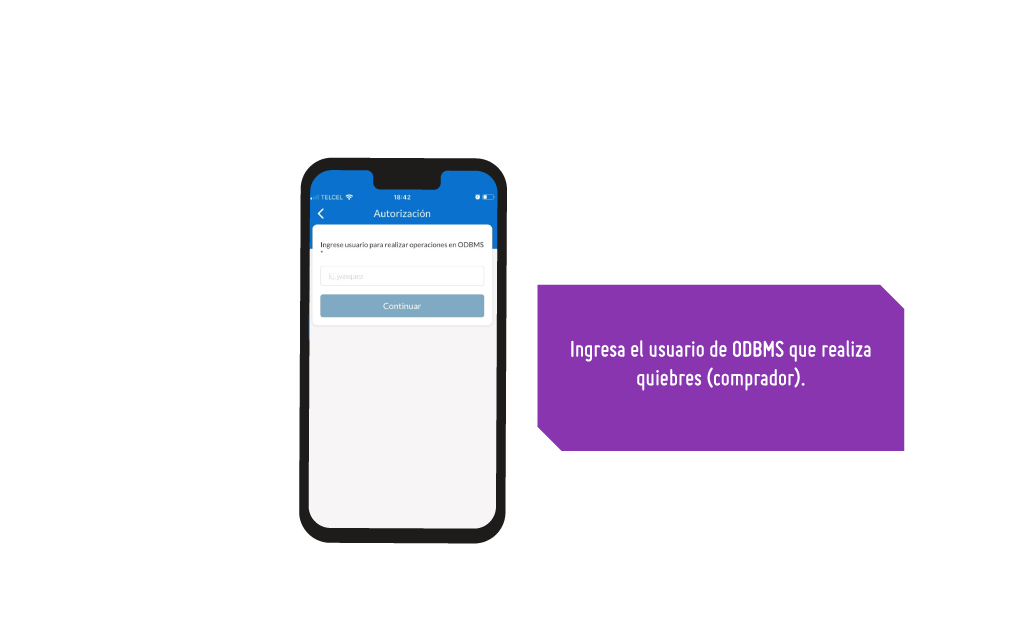 TELCEL 18:42
Autorización
Ingrese usuario para realizar operaciones en ODBMS
*
Ej. jvasquez
Continuar
Ingresa el usuario de ODBMS que realiza
quiebres (comprador).